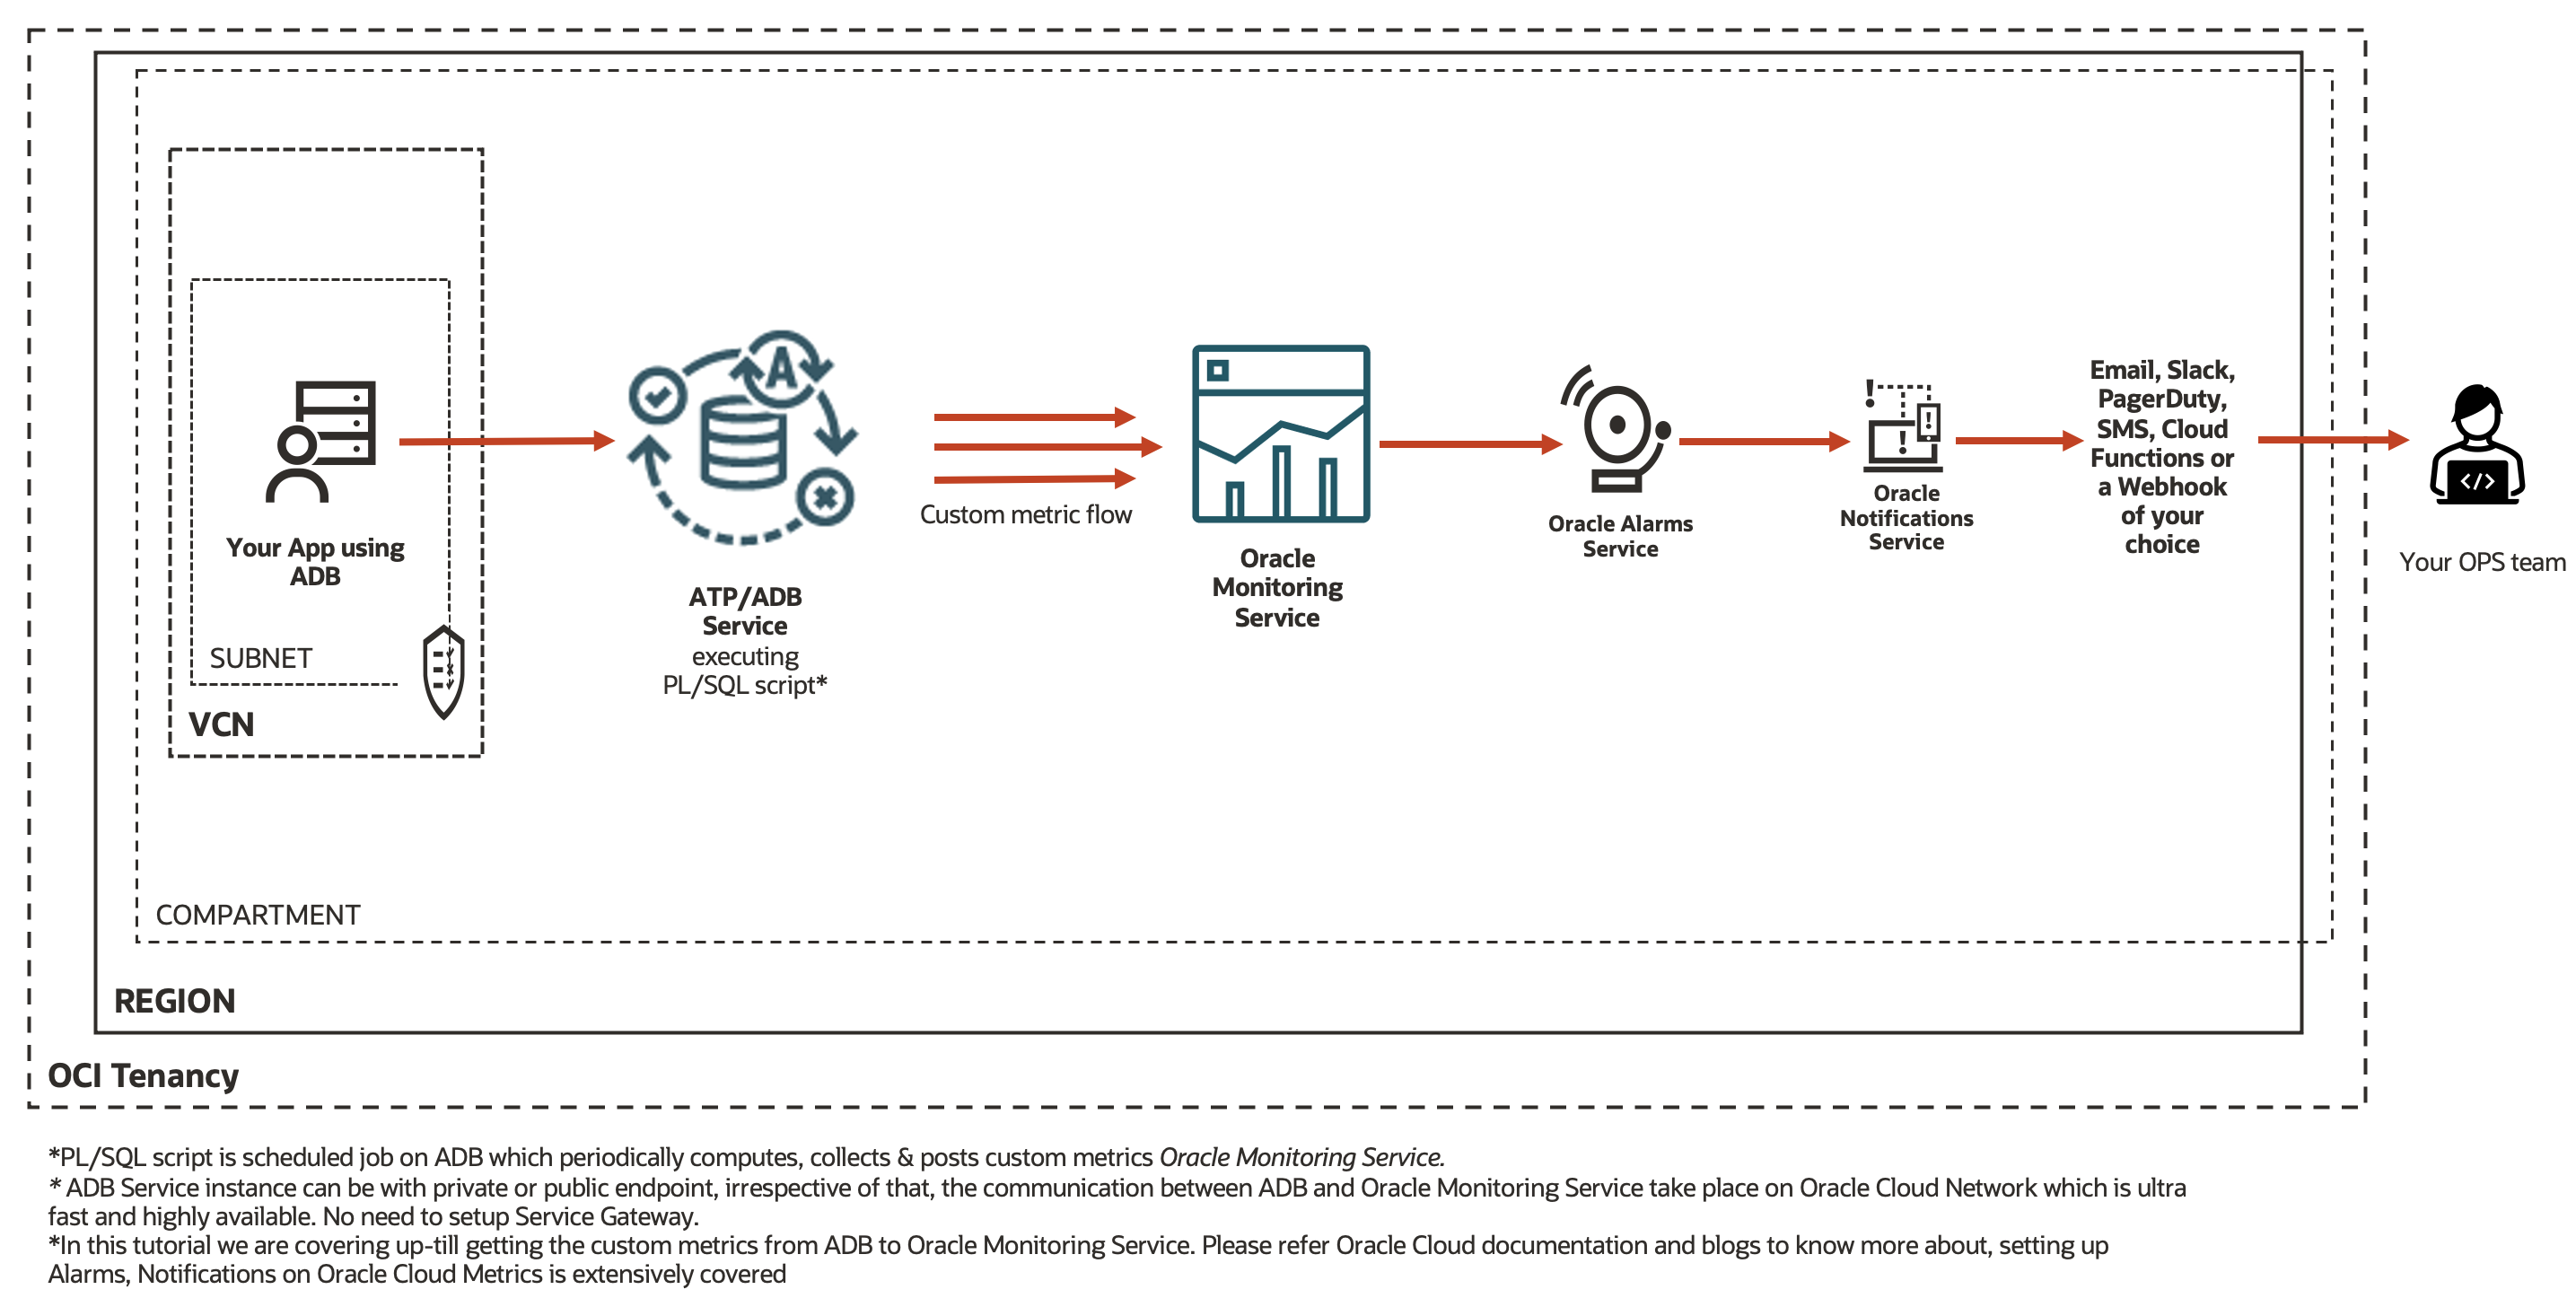 Your App using
ADB
SUBNET
VCN
ATP/ADB
Service
executing
PL/SQL script*
Custom metric flow
Oracle
Monitoring
Service
Oracle Alarms
Service
Oracle
Notifications
Service
Email, Slack,
PagerDuty,
SMS, Cloud
Functions or
a Webhook
of your
choice
Your OPS team
COMPARTMENT
REGION
OCI Tenancy
*PL/SQL script is scheduled job on ADB which periodically computes, collects & posts custom metrics Oracle Monitoring Service.
* ADB Service instance can be with private or public endpoint, irrespective of that, the communication between ADB and Oracle Monitoring Service take place on Oracle Cloud Network which is ultra
fast and highly available. No need to setup Service Gateway.
*In this tutorial we are covering up-till getting the custom metrics from ADB to Oracle Monitoring Service. Please refer Oracle Cloud documentation and blogs to know more about, setting up
Alarms, Notifications on Oracle Cloud Metrics is extensively covered